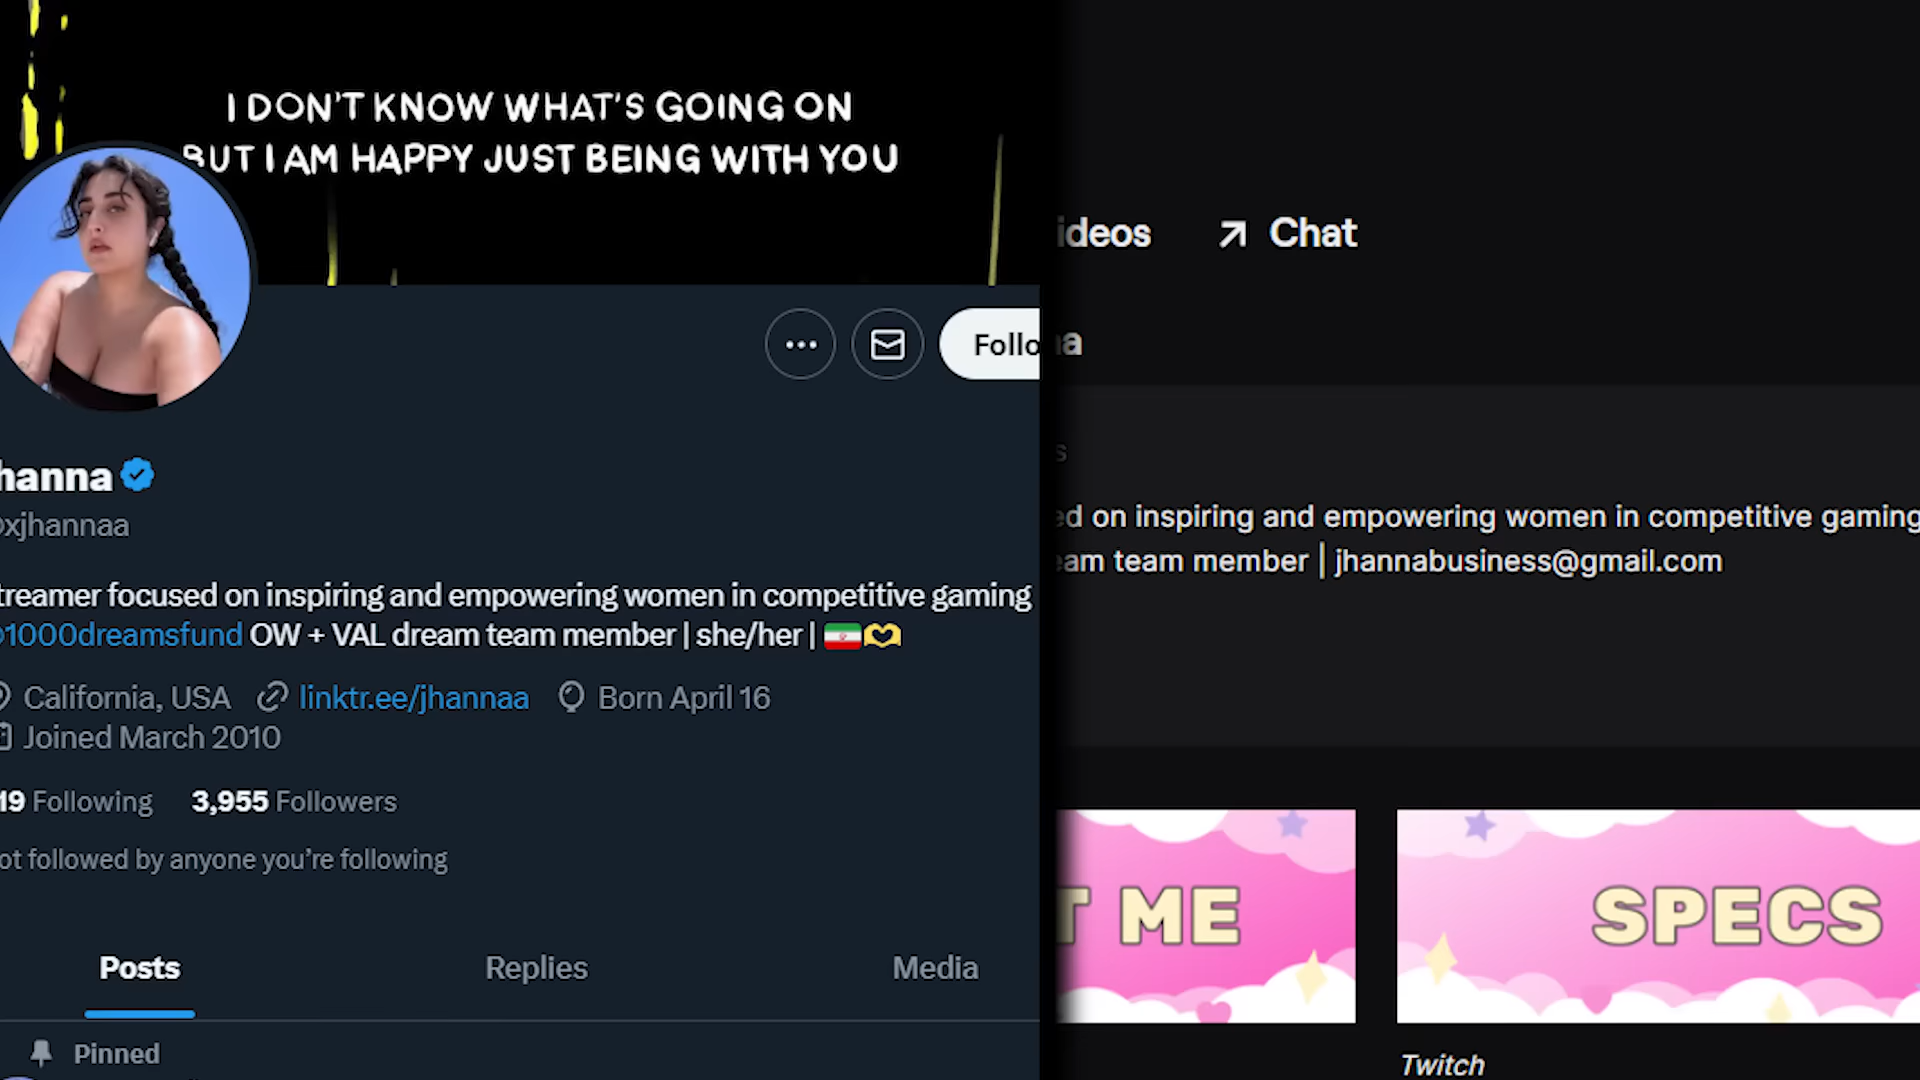 I DON'T KNOW WHAT'S GOING ON
BUT I AM HAPPY JUST BEING WITH YOU
Follo
hanna
xjhannaa
treamer focused on inspiring and empowering women in competitive gaming
@1000dreamsfund OW + VAL dream team member | she/her |
California, USA linktr.ee/jhannaa Born April 16
Joined March 2010
19 Following 3,955 Followers
ot followed by anyone you're following
Posts Replies Media
Pinned
ideos Chat
a
s
ed on inspiring and empowering women in competitive gaming
eam team member | jhannabusiness@gmail.com
T ME
SPECS
Twitch